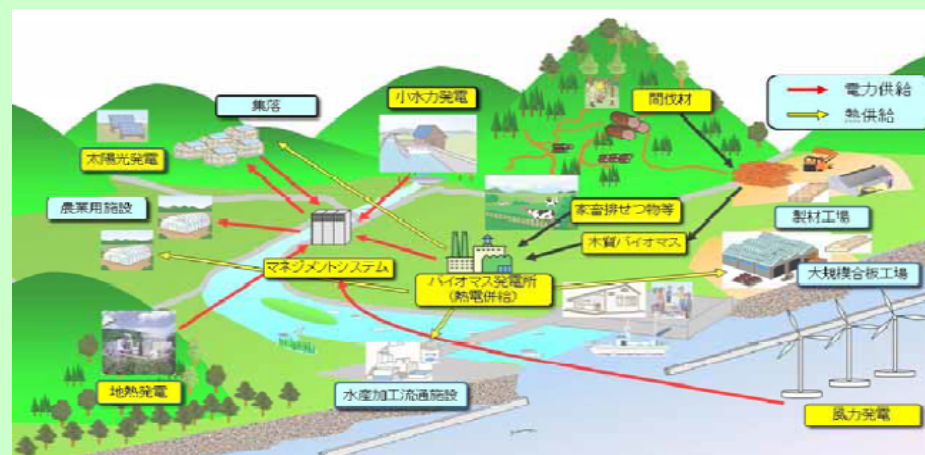 集落
小水力発電
間伐材
電力供給
熱供給
太陽光発電
農業用施設
家畜排せつ物等
製材工場
木質バイオマス
マネジメントシステム
バイオマス発電所
(熱電併給)
大規模合板工場
地熱発電
水産加工流通施設
風力発電